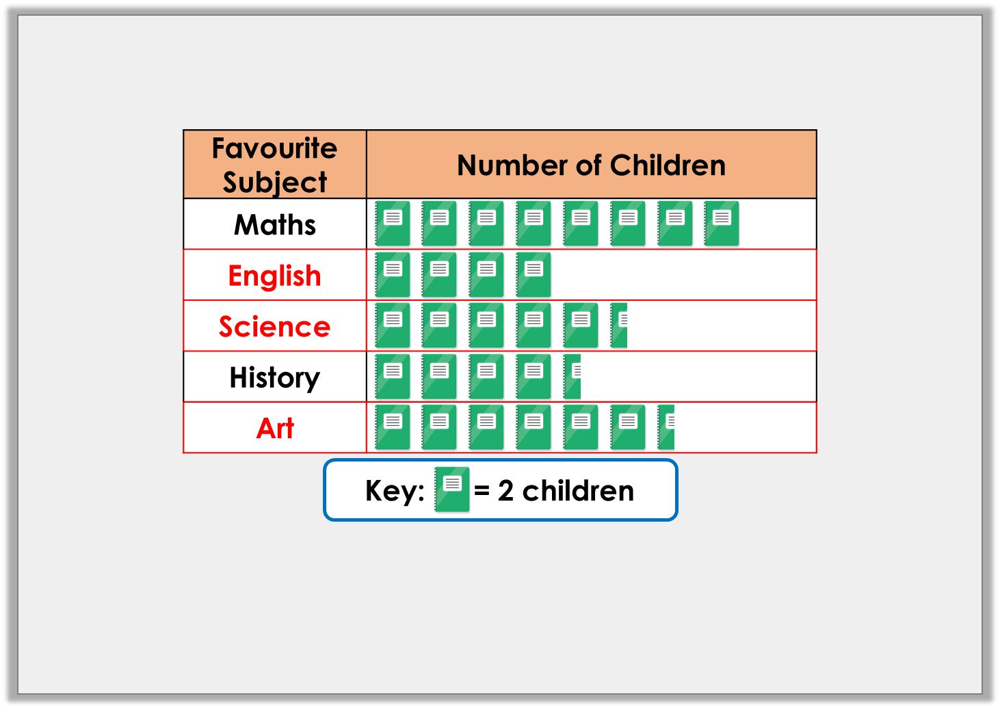 Favourite
Subject
Number of Children
Maths
English
Science
History
Art
Key: = 2 children